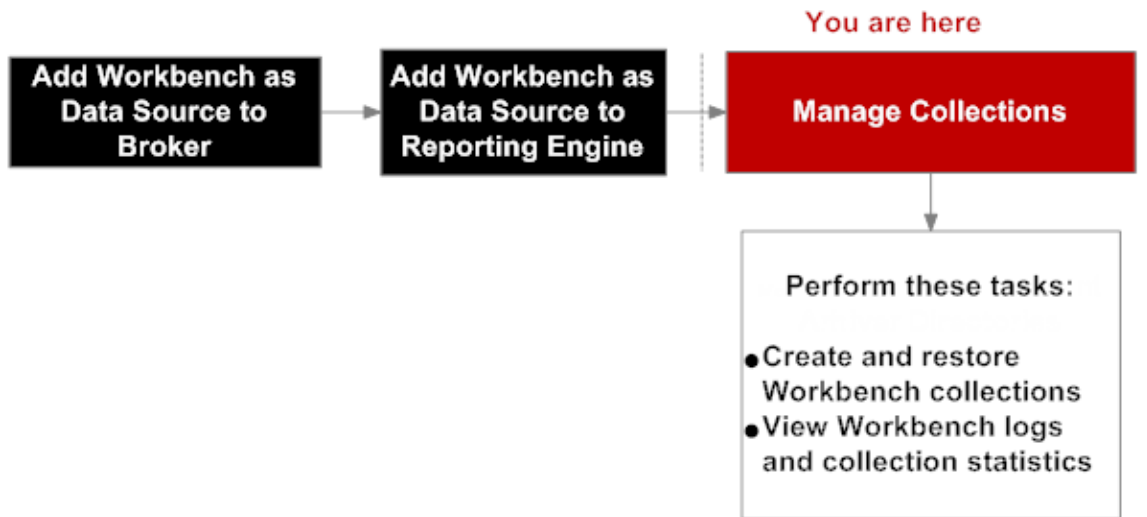 You are here
Add Workbench as
Data Source to
Broker
Add Workbench as
Data Source to
Reporting Engine
Manage Collections
Perform these tasks:
●Create and restore
Workbench collections
●View Workbench logs
and collection statistics